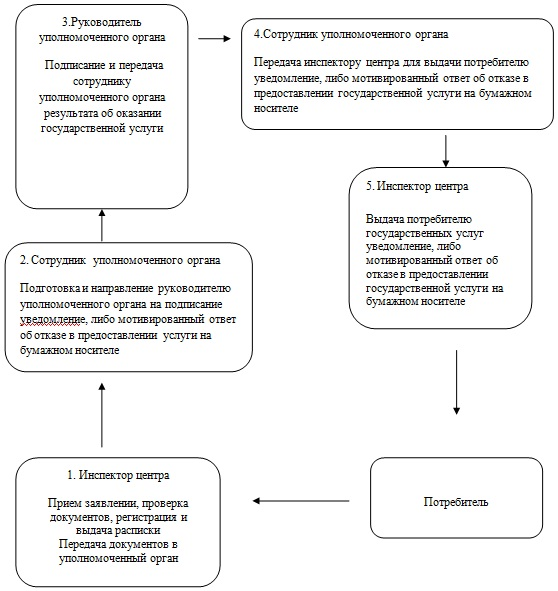 3.Руководитель
уполномоченного органа
Подписание и передача
сотруднику
уполномоченного органа
результата об оказании
государственной услуги
4.Сотрудник уполномоченного органа
Передача инспектору центра для выдачи потребителю
уведомление, либо мотивированный ответ об отказе в
предоставлении государственной услуги на бумажном
носителе
5. Инспектор центра
Выдача потребителю
государственных услуг
уведомление, либо
мотивированный ответ об
отказе в предоставлении
государственной услуги на
бумажном носителе
2. Сотрудник уполномоченного органа
Подготовка и направление руководителю
уполномоченного органа на подписание
уведомление, либо мотивированный ответ
об отказе в предоставлении услуги на
бумажном носителе
1. Инспектор центра
Прием заявлении, проверка
документов, регистрация и
выдача расписки
Передача документов в
уполномоченный орган
Потребитель